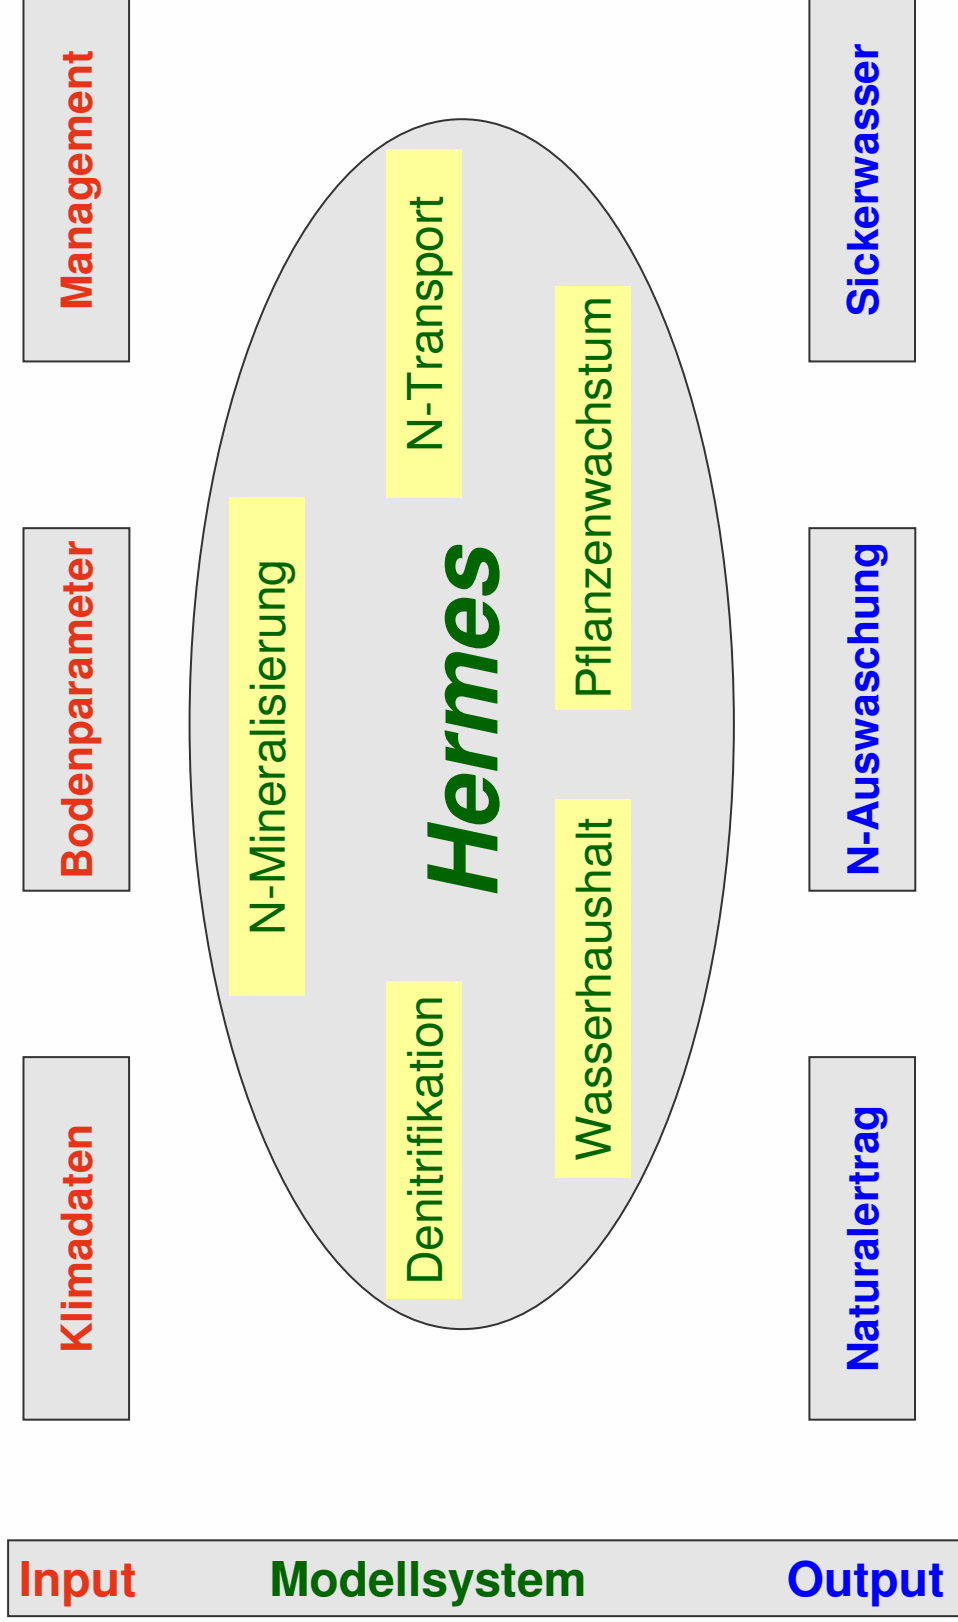 Klimadaten
Bodenparameter
Management
N-Mineralisierung
Denitrifikation
N-Transport
Hermes
Wasserhaushalt
Pflanzenwachstum
Naturalertrag
N-Auswaschung
Sickerwasser
Input
Modellsystem
Output